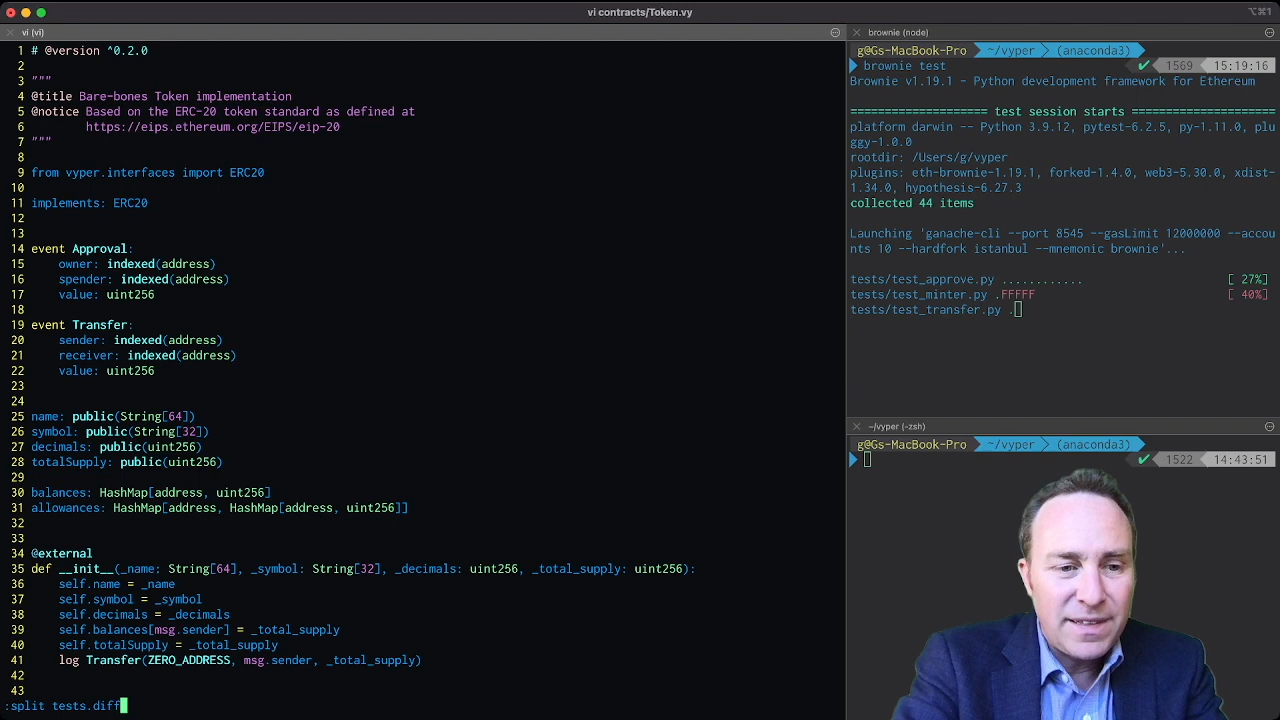 vi contracts/Token.vy
⌥⌘1
vi (vi)
1 # @version ^0.2.0
2
3 """
4 @title Bare-bones Token implementation
5 @notice Based on the ERC-20 token standard as defined at
6 https://eips.ethereum.org/EIPS/eip-20
7 """
8
9 from vyper.interfaces import ERC20
10
11 implements: ERC20
12
13
14 event Approval:
15 owner: indexed(address)
16 spender: indexed(address)
17 value: uint256
18
19 event Transfer:
20 sender: indexed(address)
21 receiver: indexed(address)
22 value: uint256
23
24
25 name: public(String[64])
26 symbol: public(String[32])
27 decimals: public(uint256)
28 totalSupply: public(uint256)
29
30 balances: HashMap[address, uint256]
31 allowances: HashMap[address, HashMap[address, uint256]]
32
33
34 @external
35 def __init__(_name: String[64], _symbol: String[32], _decimals: uint256, _total_supply: uint256):
36 self.name = _name
37 self.symbol = _symbol
38 self.decimals = _decimals
39 self.balances[msg.sender] = _total_supply
40 self.totalSupply = _total_supply
41 log Transfer(ZERO_ADDRESS, msg.sender, _total_supply)
42
43
:split tests.diff
brownie (node)
g@Gs-MacBook-Pro ~/vyper (anaconda3)
brownie test ✔ 1569 15:19:16
Brownie v1.19.1 - Python development framework for Ethereum
==================== test session starts =====================
platform darwin -- Python 3.9.12, pytest-6.2.5, py-1.11.0, plu
ggy-1.0.0
rootdir: /Users/g/vyper
plugins: eth-brownie-1.19.1, forked-1.4.0, web3-5.30.0, xdist-
1.34.0, hypothesis-6.27.3
collected 44 items
Launching 'ganache-cli --port 8545 --gasLimit 12000000 --accou
nts 10 --hardfork istanbul --mnemonic brownie'...
tests/test_approve.py ............ [ 27%]
tests/test_minter.py .FFFFF [ 40%]
tests/test_transfer.py .
~/vyper (-zsh)
g@Gs-MacBook-Pro ~/vyper (anaconda3)
✔ 1522 14:43:51